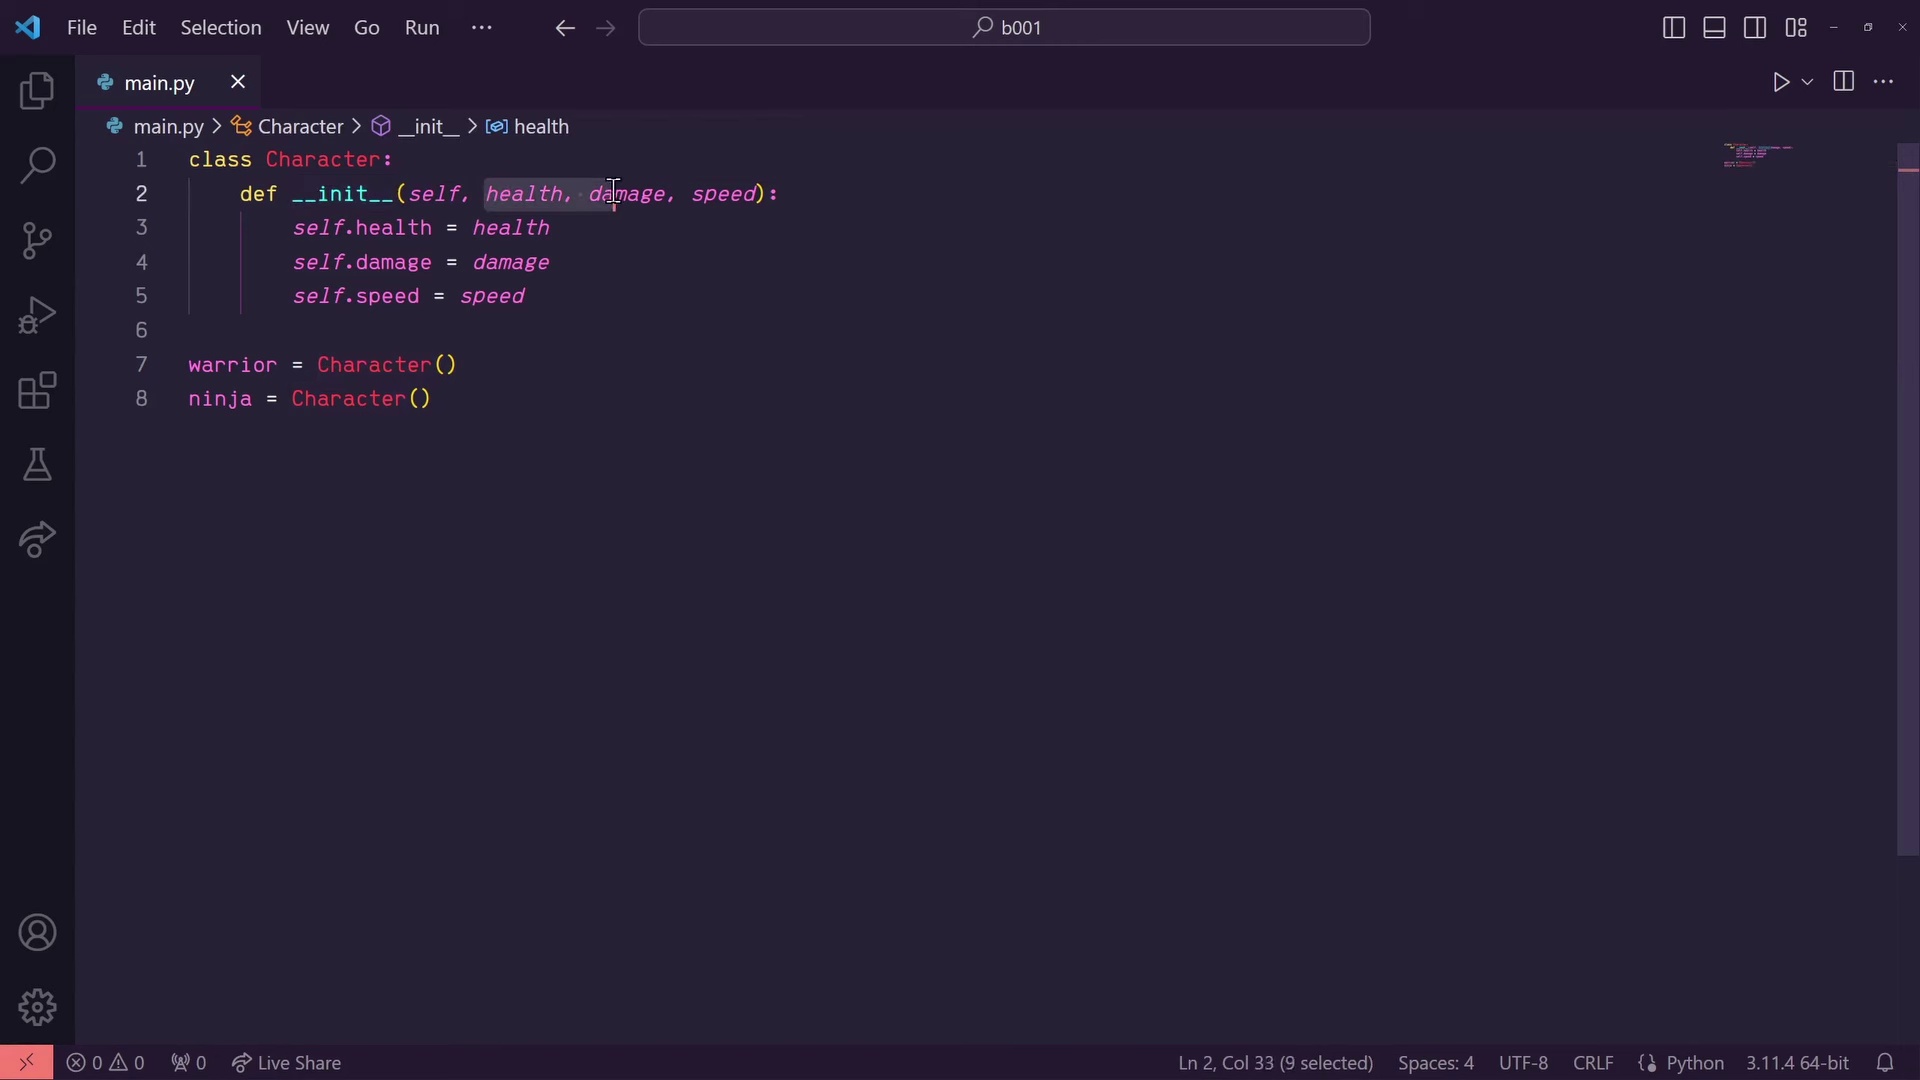 File Edit Selection View Go Run ··· b001
main.py
main.py > Character > __init__ > health
1 class Character:
2     def __init__(self, health, damage, speed):
3         self.health = health
4         self.damage = damage
5         self.speed = speed
6
7 warrior = Character()
8 ninja = Character()
0 0 0 Live Share Ln 2, Col 33 (9 selected) Spaces: 4 UTF-8 CRLF Python 3.11.4 64-bit